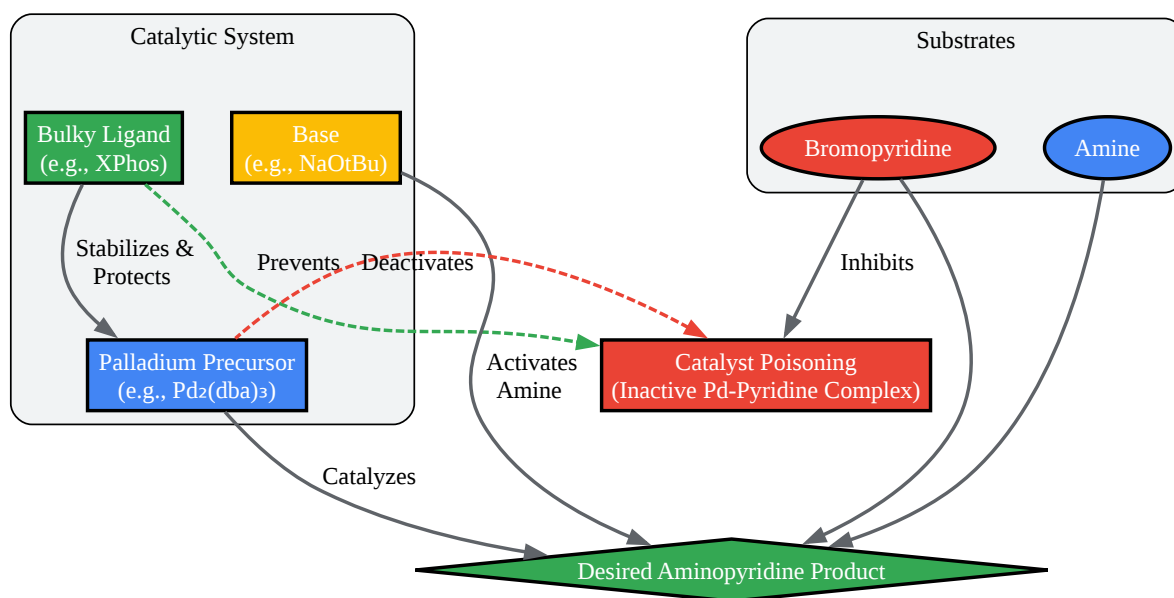 Catalytic System
Substrates
Bulky Ligand
(e.g., XPhos)
Base
(e.g., NaOtBu)
Bromopyridine
Amine
Stabilizes &
Protects
Prevents
Deactivates
Inhibits
Palladium Precursor
(e.g., Pd₂(dba)₃)
Activates
Amine
Catalyst Poisoning
(Inactive Pd-Pyridine Complex)
Catalyzes
Desired Aminopyridine Product